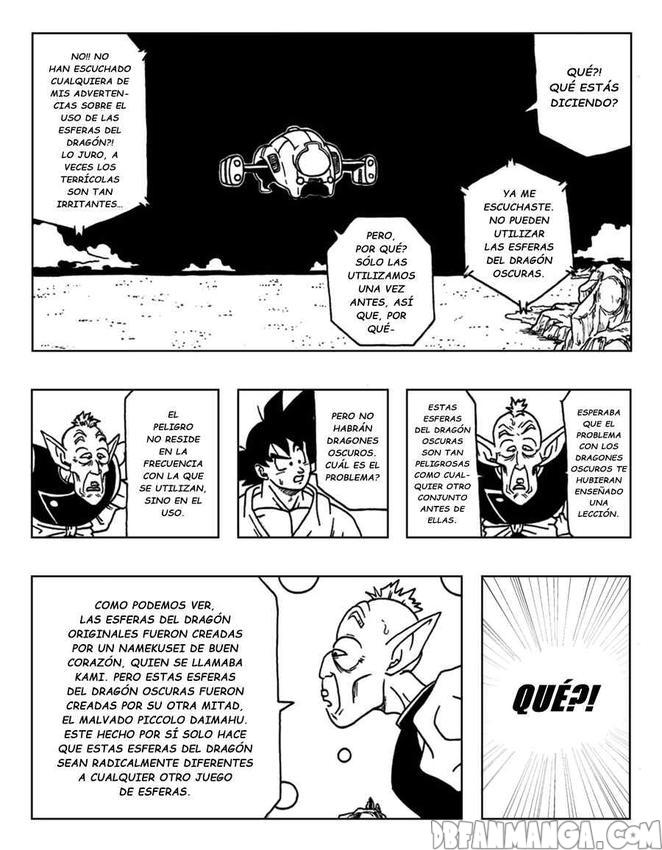 QUÉ?!
QUÉ ESTÁS
DICIENDO?
YA ME
ESCUCHASTE.
NO PUEDEN
UTILIZAR
LAS ESFERAS
DEL DRAGÓN
OSCURAS.
PERO,
POR QUÉ?
SÓLO LAS
UTILIZAMOS
UNA VEZ
ANTES, ASÍ
QUE, POR
QUÉ-
NO!! NO
HAN ESCUCHADO
CUALQUIERA DE
MIS ADVERTEN-
CIAS SOBRE EL
USO DE LAS
ESFERAS DEL
DRAGÓN?!
LO JURO, A
VECES LOS
TERRÍCOLAS
SON TAN
IRRITANTES...
ESPERABA
QUE EL
PROBLEMA
CON LOS
DRAGONES
OSCUROS TE
HUBIERAN
ENSEÑADO
UNA
LECCIÓN.
ESTAS
ESFERAS
DEL DRAGÓN
OSCURAS
SON TAN
PELIGROSAS
COMO CUAL-
QUIER OTRO
CONJUNTO
ANTES DE
ELLAS.
PERO NO
HABRÁN
DRAGONES
OSCUROS.
CUÁL ES EL
PROBLEMA?
EL
PELIGRO
NO RESIDE
EN LA
FRECUENCIA
CON LA QUE
SE UTILIZAN,
SINO EN EL
USO.
QUÉ?!
COMO PODEMOS VER,
LAS ESFERAS DEL DRAGÓN
ORIGINALES FUERON CREADAS
POR UN NAMEKUSEI DE BUEN
CORAZÓN, QUIEN SE LLAMABA
KAMI. PERO ESTAS ESFERAS
DEL DRAGÓN OSCURAS FUERON
CREADAS POR SU OTRA MITAD,
EL MALVADO PICCOLO DAIMAHU.
ESTE HECHO POR SÍ SOLO HACE
QUE ESTAS ESFERAS DEL DRAGÓN
SEAN RADICALMENTE DIFERENTES
A CUALQUIER OTRO JUEGO
DE ESFERAS.
DBFANMANGA.COM